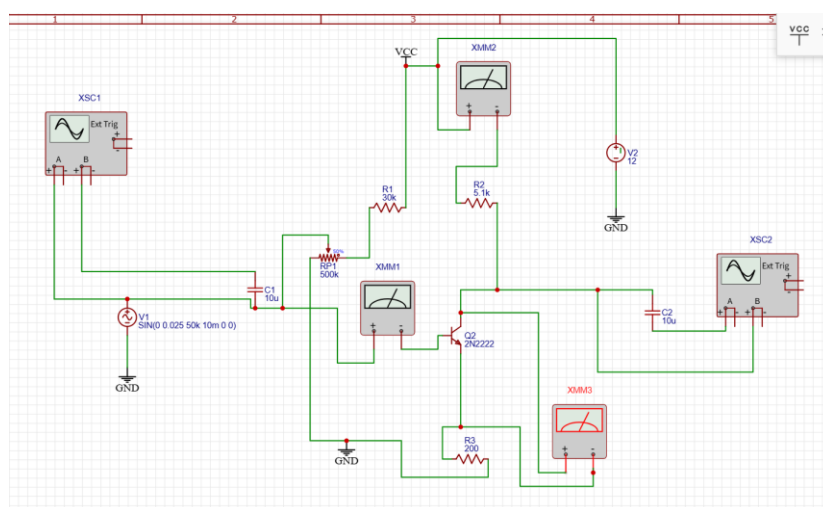 1
2
3
4
5
VCC
VCC
XMM2
XSC1
Ext Trig
+
-
A
B
+
-
+
-
+
-
V2
12
R1
30k
R2
5.1k
GND
XSC2
Ext Trig
+
-
A
B
+
-
+
-
50%
RP1
500k
XMM1
+
-
C1
10u
V1
SIN(0 0.025 50k 10m 0 0)
Q2
2N2222
C2
10u
GND
XMM3
+
-
R3
200
GND